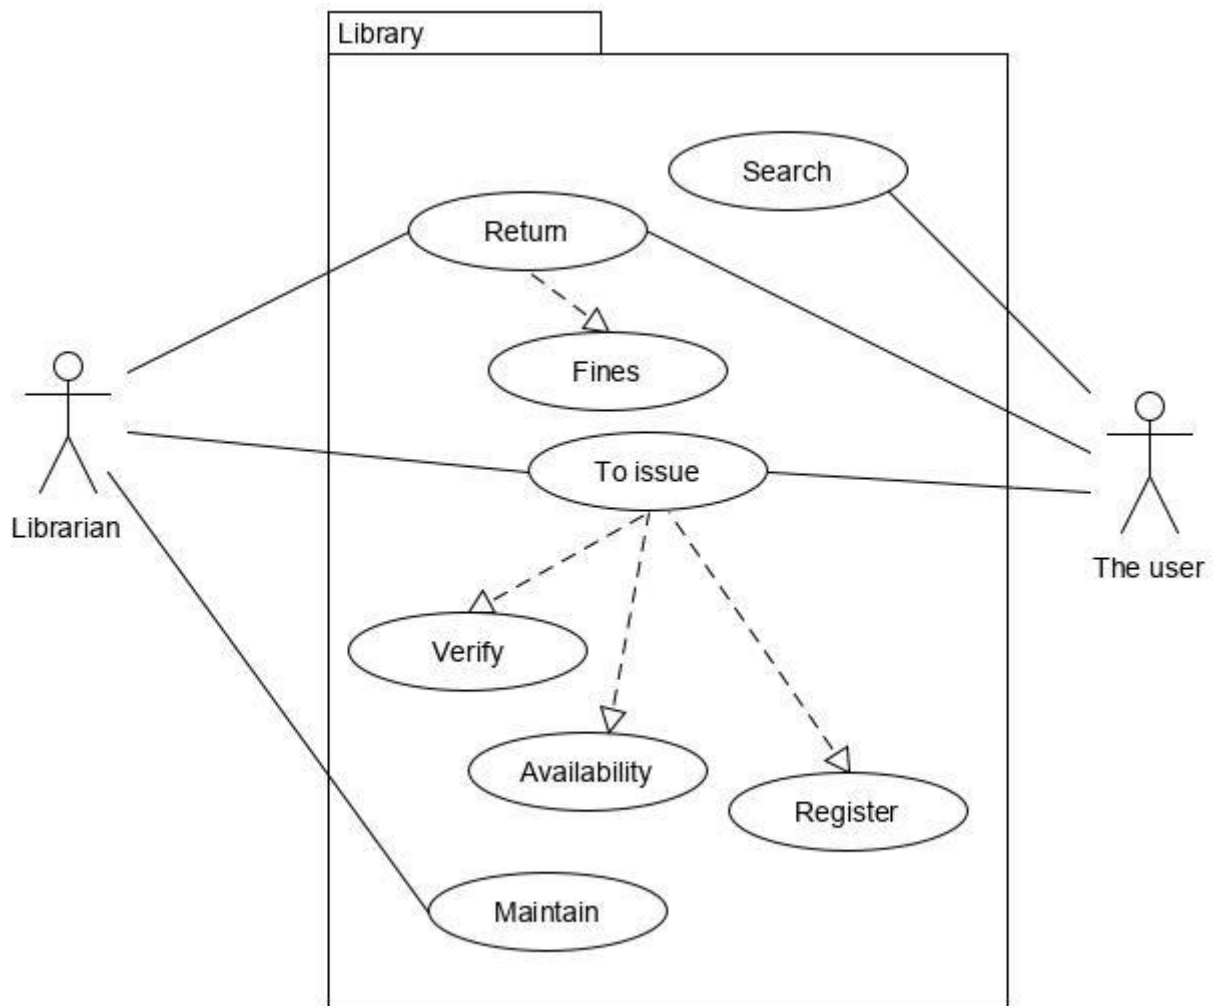 Library
Search
Return
Fines
To issue
Librarian
The user
Verify
Availability
Register
Maintain